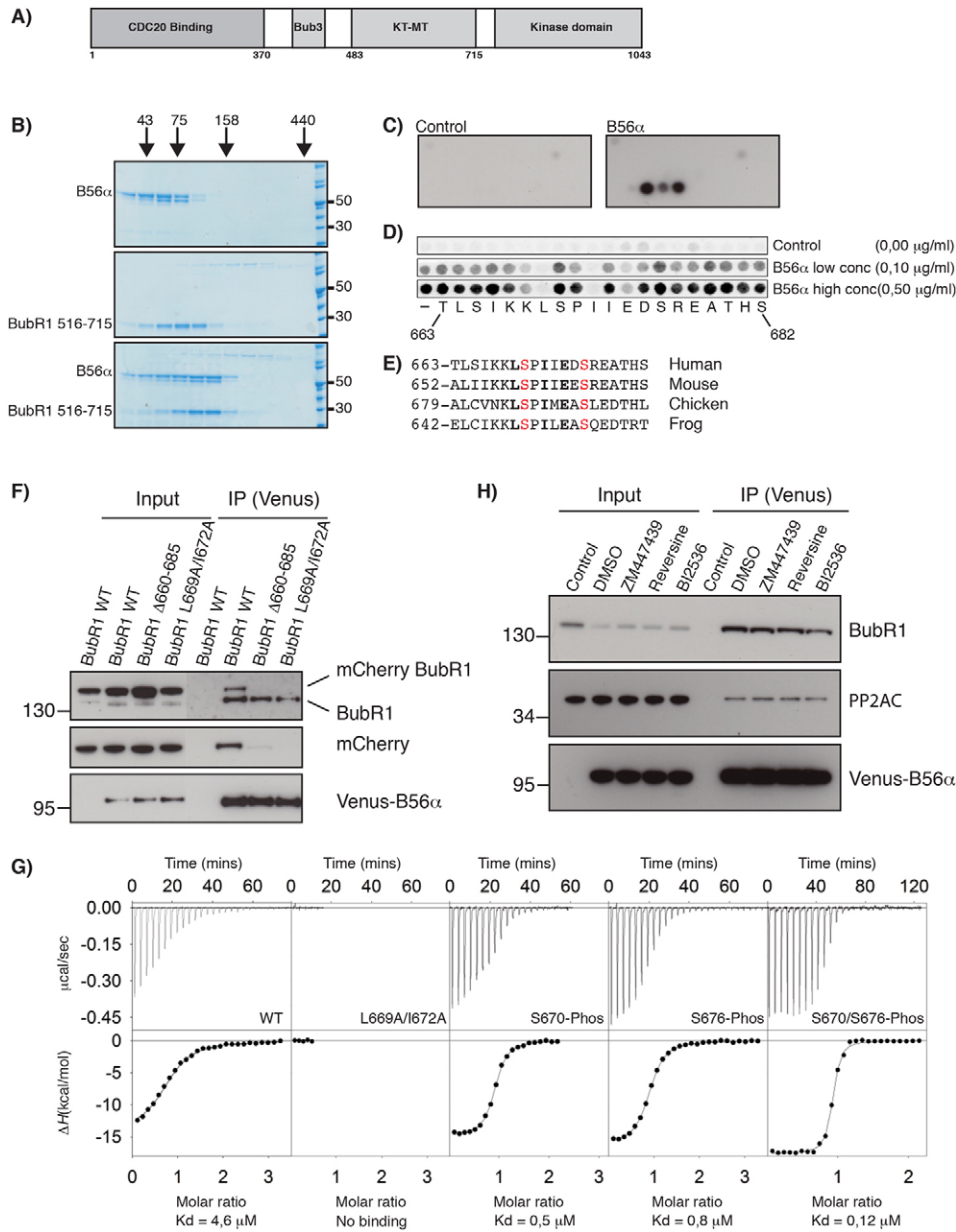 A)
CDC20 Binding Bub3 KT-MT Kinase domain
1 370 483 715 1043
B)
43 75 158 440
B56α
50
30
50
BubR1 516-715
30
B56α
50
BubR1 516-715
30
C) Control B56α
D)
Control (0,00 µg/ml)
B56α low conc (0,10 µg/ml)
B56α high conc(0,50 µg/ml)
– T L S I K K L S P I I E D S R E A T H S
663 682
E)
663–TLSIKKLSPIIEDSREATHS Human
652–ALIIKKLSPIIEESREATHS Mouse
679–ALCVNKLSPIMEASLEDTHL Chicken
642–ELCIKKLSPILEASQEDTRT Frog
F)
Input IP (Venus)
BubR1 WT
BubR1 WT
BubR1 Δ660-685
BubR1 L669A/I672A
BubR1 WT
BubR1 WT
BubR1 Δ660-685
BubR1 L669A/I672A
mCherry BubR1
130
BubR1
mCherry
95
Venus-B56α
H)
Input IP (Venus)
Control
DMSO
ZM447439
Reversine
BI2536
Control
DMSO
ZM447439
Reversine
BI2536
130
BubR1
34
PP2AC
95
Venus-B56α
G)
Time (mins) Time (mins) Time (mins) Time (mins) Time (mins)
0 20 40 60 0 20 40 60 0 20 40 60 0 20 40 60 0 40 80 120
0.00
-0.15
-0.30
-0.45
µcal/sec
WT L669A/I672A S670-Phos S676-Phos S670/S676-Phos
0
-5
-10
-15
ΔH(kcal/mol)
0 1 2 3 0 1 2 3 0 1 2 3 0 1 2 3 0 1 2
Molar ratio Molar ratio Molar ratio Molar ratio Molar ratio
Kd = 4,6 µM No binding Kd = 0,5 µM Kd = 0,8 µM Kd = 0,12 µM